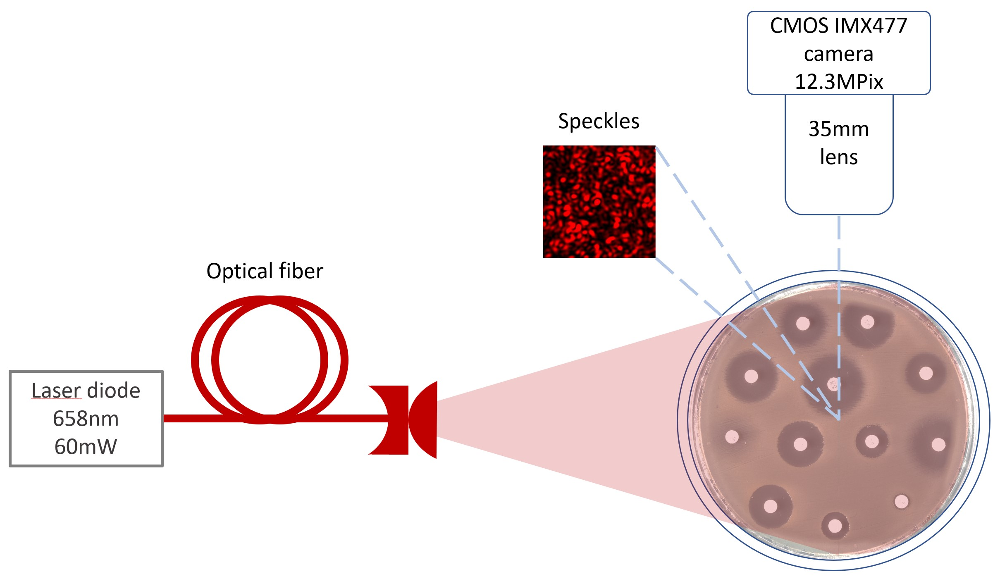 CMOS IMX477
camera
12.3MPix
35mm
lens
Speckles
Optical fiber
Laser diode
658nm
60mW